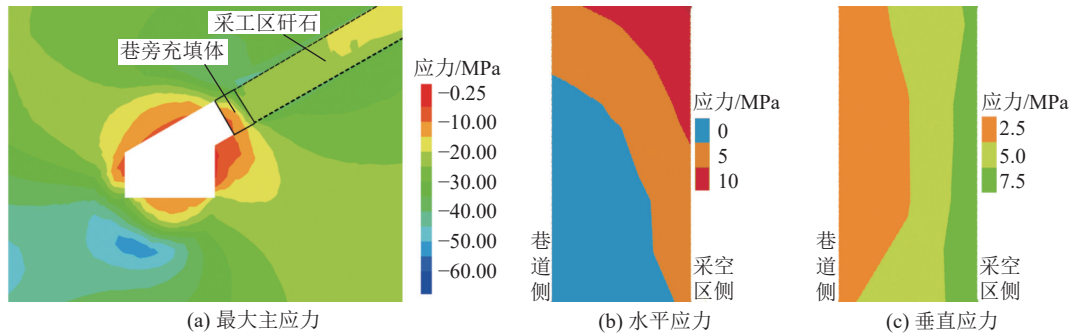 采工区矸石
巷旁充填体
应力/MPa
-0.25
-10.00
-20.00
-30.00
-40.00
-50.00
-60.00
(a) 最大主应力
应力/MPa
0
5
10
巷道侧
采空区侧
(b) 水平应力
应力/MPa
2.5
5.0
7.5
巷道侧
采空区侧
(c) 垂直应力